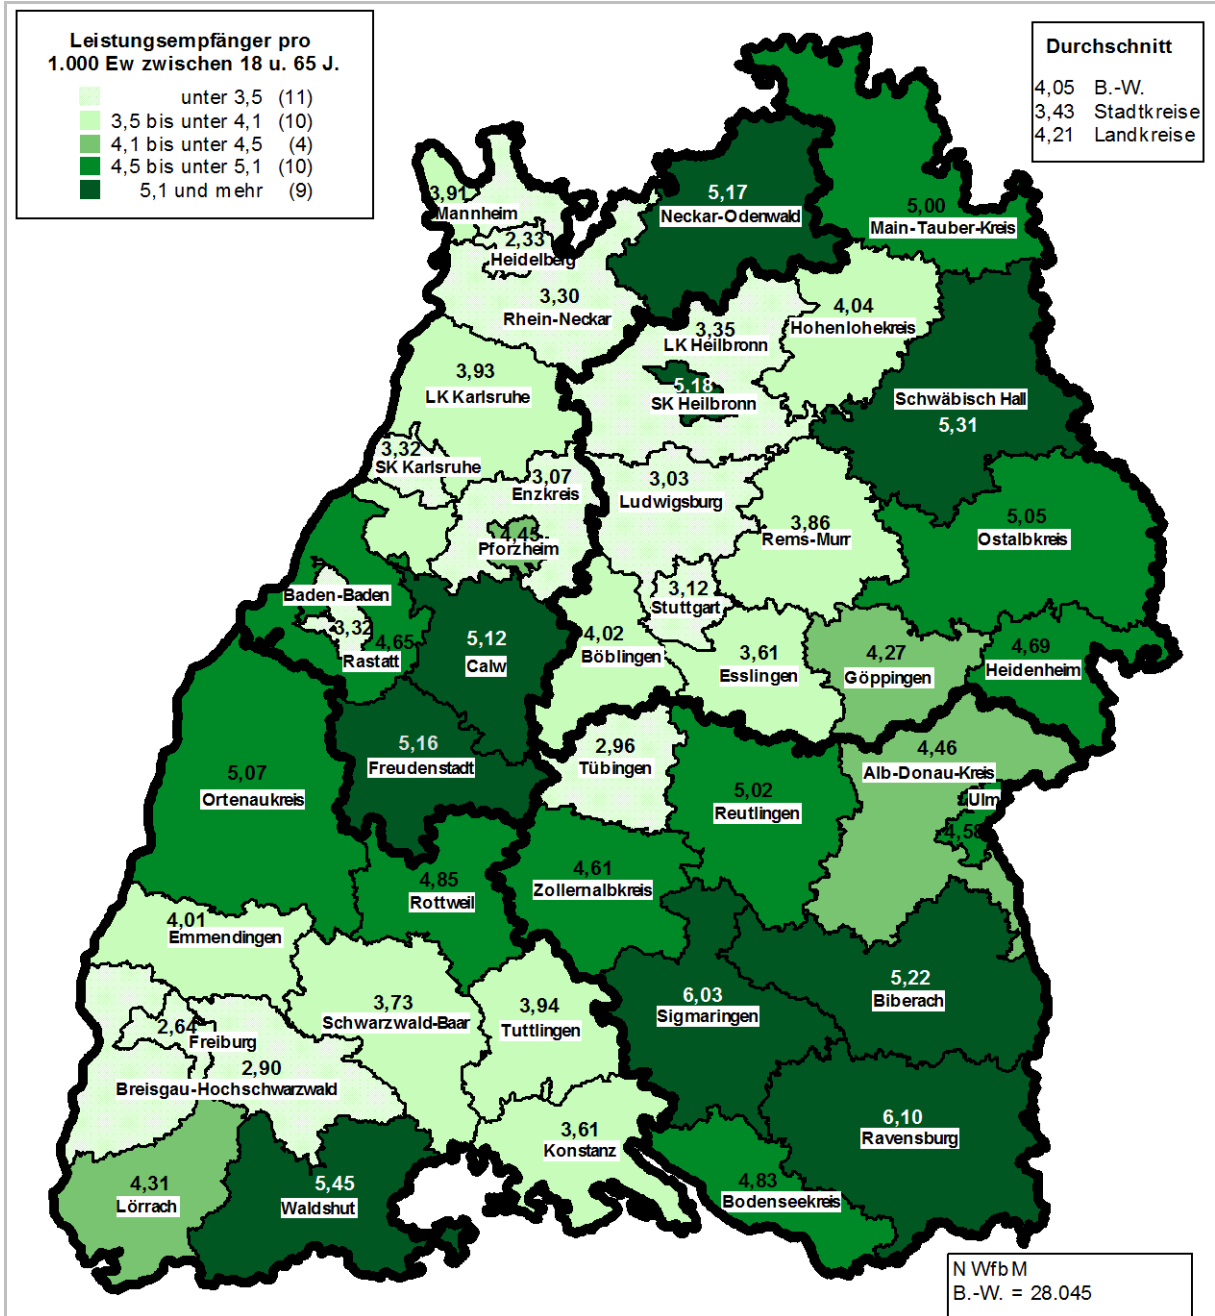 Leistungsempfänger pro
1.000 Ew zwischen 18 u. 65 J.
unter 3,5 (11)
3,5 bis unter 4,1 (10)
4,1 bis unter 4,5 (4)
4,5 bis unter 5,1 (10)
5,1 und mehr (9)
Durchschnitt
4,05 B.-W.
3,43 Stadtkreise
4,21 Landkreise
3,91
Mannheim
2,33
Heidelberg
3,30
Rhein-Neckar
5,17
Neckar-Odenwald
5,00
Main-Tauber-Kreis
3,35
LK Heilbronn
4,04
Hohenlohekreis
5,18
SK Heilbronn
Schwäbisch Hall
5,31
3,93
LK Karlsruhe
3,32
SK Karlsruhe
3,07
Enzkreis
4,45
Pforzheim
3,03
Ludwigsburg
3,86
Rems-Murr
5,05
Ostalbkreis
3,12
Stuttgart
Baden-Baden
3,32
4,65
Rastatt
5,12
Calw
4,02
Böblingen
3,61
Esslingen
4,27
Göppingen
4,69
Heidenheim
5,16
Freudenstadt
2,96
Tübingen
5,02
Reutlingen
4,46
Alb-Donau-Kreis
Ulm
4,58
5,07
Ortenaukreis
4,85
Rottweil
4,61
Zollernalbkreis
4,01
Emmendingen
3,73
Schwarzwald-Baar
3,94
Tuttlingen
6,03
Sigmaringen
5,22
Biberach
2,64
Freiburg
2,90
Breisgau-Hochschwarzwald
4,31
Lörrach
5,45
Waldshut
3,61
Konstanz
4,83
Bodenseekreis
6,10
Ravensburg
N WfbM
B.-W. = 28.045